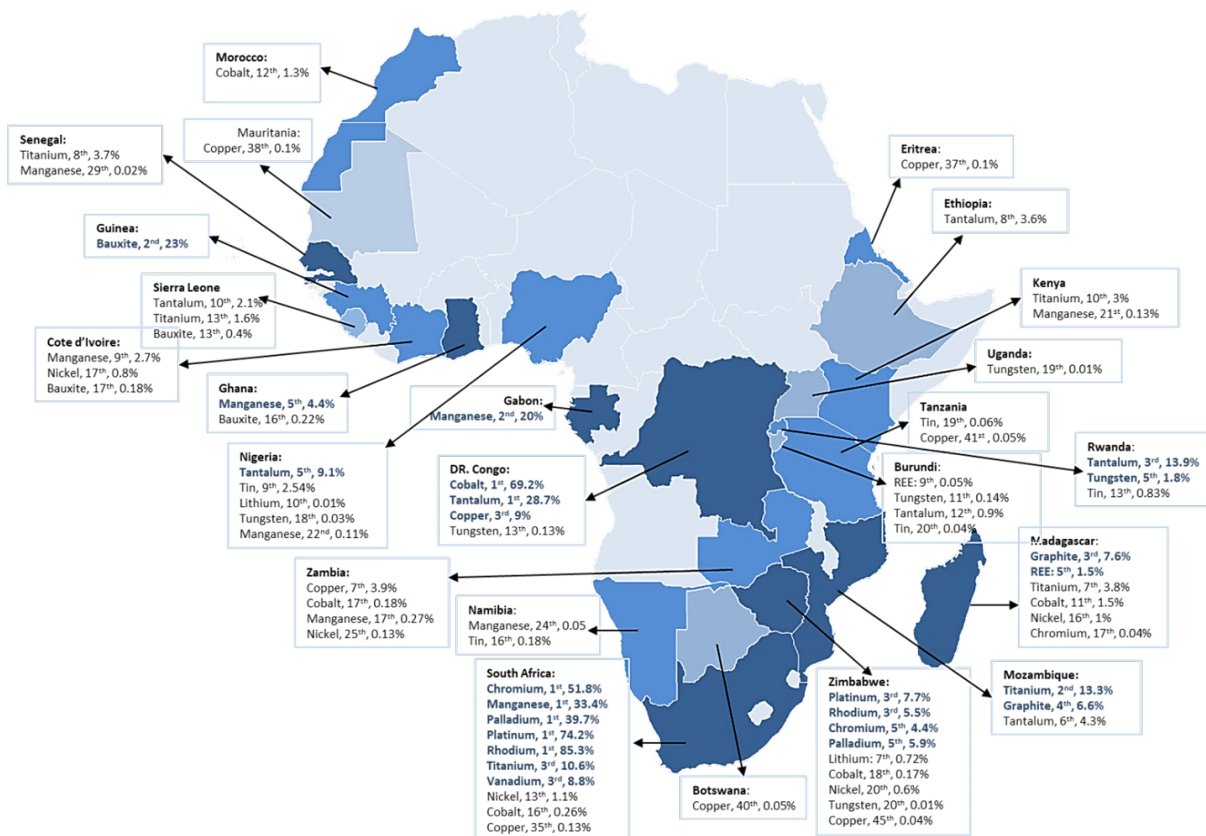 Morocco:
Cobalt, 12th, 1.3%
Senegal:
Titanium, 8th, 3.7%
Manganese, 29th, 0.02%
Mauritania:
Copper, 38th, 0.1%
Eritrea:
Copper, 37th, 0.1%
Ethiopia:
Tantalum, 8th, 3.6%
Guinea:
Bauxite, 2nd, 23%
Sierra Leone
Tantalum, 10th, 2.1%
Titanium, 13th, 1.6%
Bauxite, 13th, 0.4%
Kenya
Titanium, 10th, 3%
Manganese, 21st, 0.13%
Cote d'Ivoire:
Manganese, 9th, 2.7%
Nickel, 17th, 0.8%
Bauxite, 17th, 0.18%
Uganda:
Tungsten, 19th, 0.01%
Ghana:
Manganese, 5th, 4.4%
Bauxite, 16th, 0.22%
Gabon:
Manganese, 2nd, 20%
Tanzania
Tin, 19th, 0.06%
Copper, 41st, 0.05%
Rwanda:
Tantalum, 3rd, 13.9%
Tungsten, 5th, 1.8%
Tin, 13th, 0.83%
Nigeria:
Tantalum, 5th, 9.1%
Tin, 9th, 2.54%
Lithium, 10th, 0.01%
Tungsten, 18th, 0.03%
Manganese, 22nd, 0.11%
DR. Congo:
Cobalt, 1st, 69.2%
Tantalum, 1st, 28.7%
Copper, 3rd, 9%
Tungsten, 13th, 0.13%
Burundi:
REE: 9th, 0.05%
Tungsten, 11th, 0.14%
Tantalum, 12th, 0.9%
Tin, 20th, 0.04%
Madagascar:
Graphite, 3rd, 7.6%
REE: 5th, 1.5%
Titanium, 7th, 3.8%
Cobalt, 11th, 1.5%
Nickel, 16th, 1%
Chromium, 17th, 0.04%
Zambia:
Copper, 7th, 3.9%
Cobalt, 17th, 0.18%
Manganese, 17th, 0.27%
Nickel, 25th, 0.13%
Namibia:
Manganese, 24th, 0.05
Tin, 16th, 0.18%
South Africa:
Chromium, 1st, 51.8%
Manganese, 1st, 33.4%
Palladium, 1st, 39.7%
Platinum, 1st, 74.2%
Rhodium, 1st, 85.3%
Titanium, 3rd, 10.6%
Vanadium, 3rd, 8.8%
Nickel, 13th, 1.1%
Cobalt, 16th, 0.26%
Copper, 35th, 0.13%
Botswana:
Copper, 40th, 0.05%
Zimbabwe:
Platinum, 3rd, 7.7%
Rhodium, 3rd, 5.5%
Chromium, 5th, 4.4%
Palladium, 5th, 5.9%
Lithium: 7th, 0.72%
Cobalt, 18th, 0.17%
Nickel, 20th, 0.6%
Tungsten, 20th, 0.01%
Copper, 45th, 0.04%
Mozambique:
Titanium, 2nd, 13.3%
Graphite, 4th, 6.6%
Tantalum, 6th, 4.3%